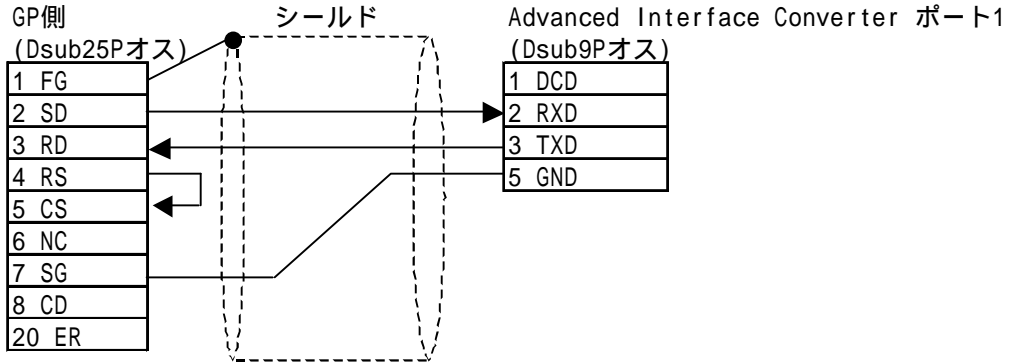 GP側
(Dsub25Pオス)
1 FG
2 SD
3 RD
4 RS
5 CS
6 NC
7 SG
8 CD
20 ER
シールド
Advanced Interface Converter ポート1
(Dsub9Pオス)
1 DCD
2 RXD
3 TXD
5 GND